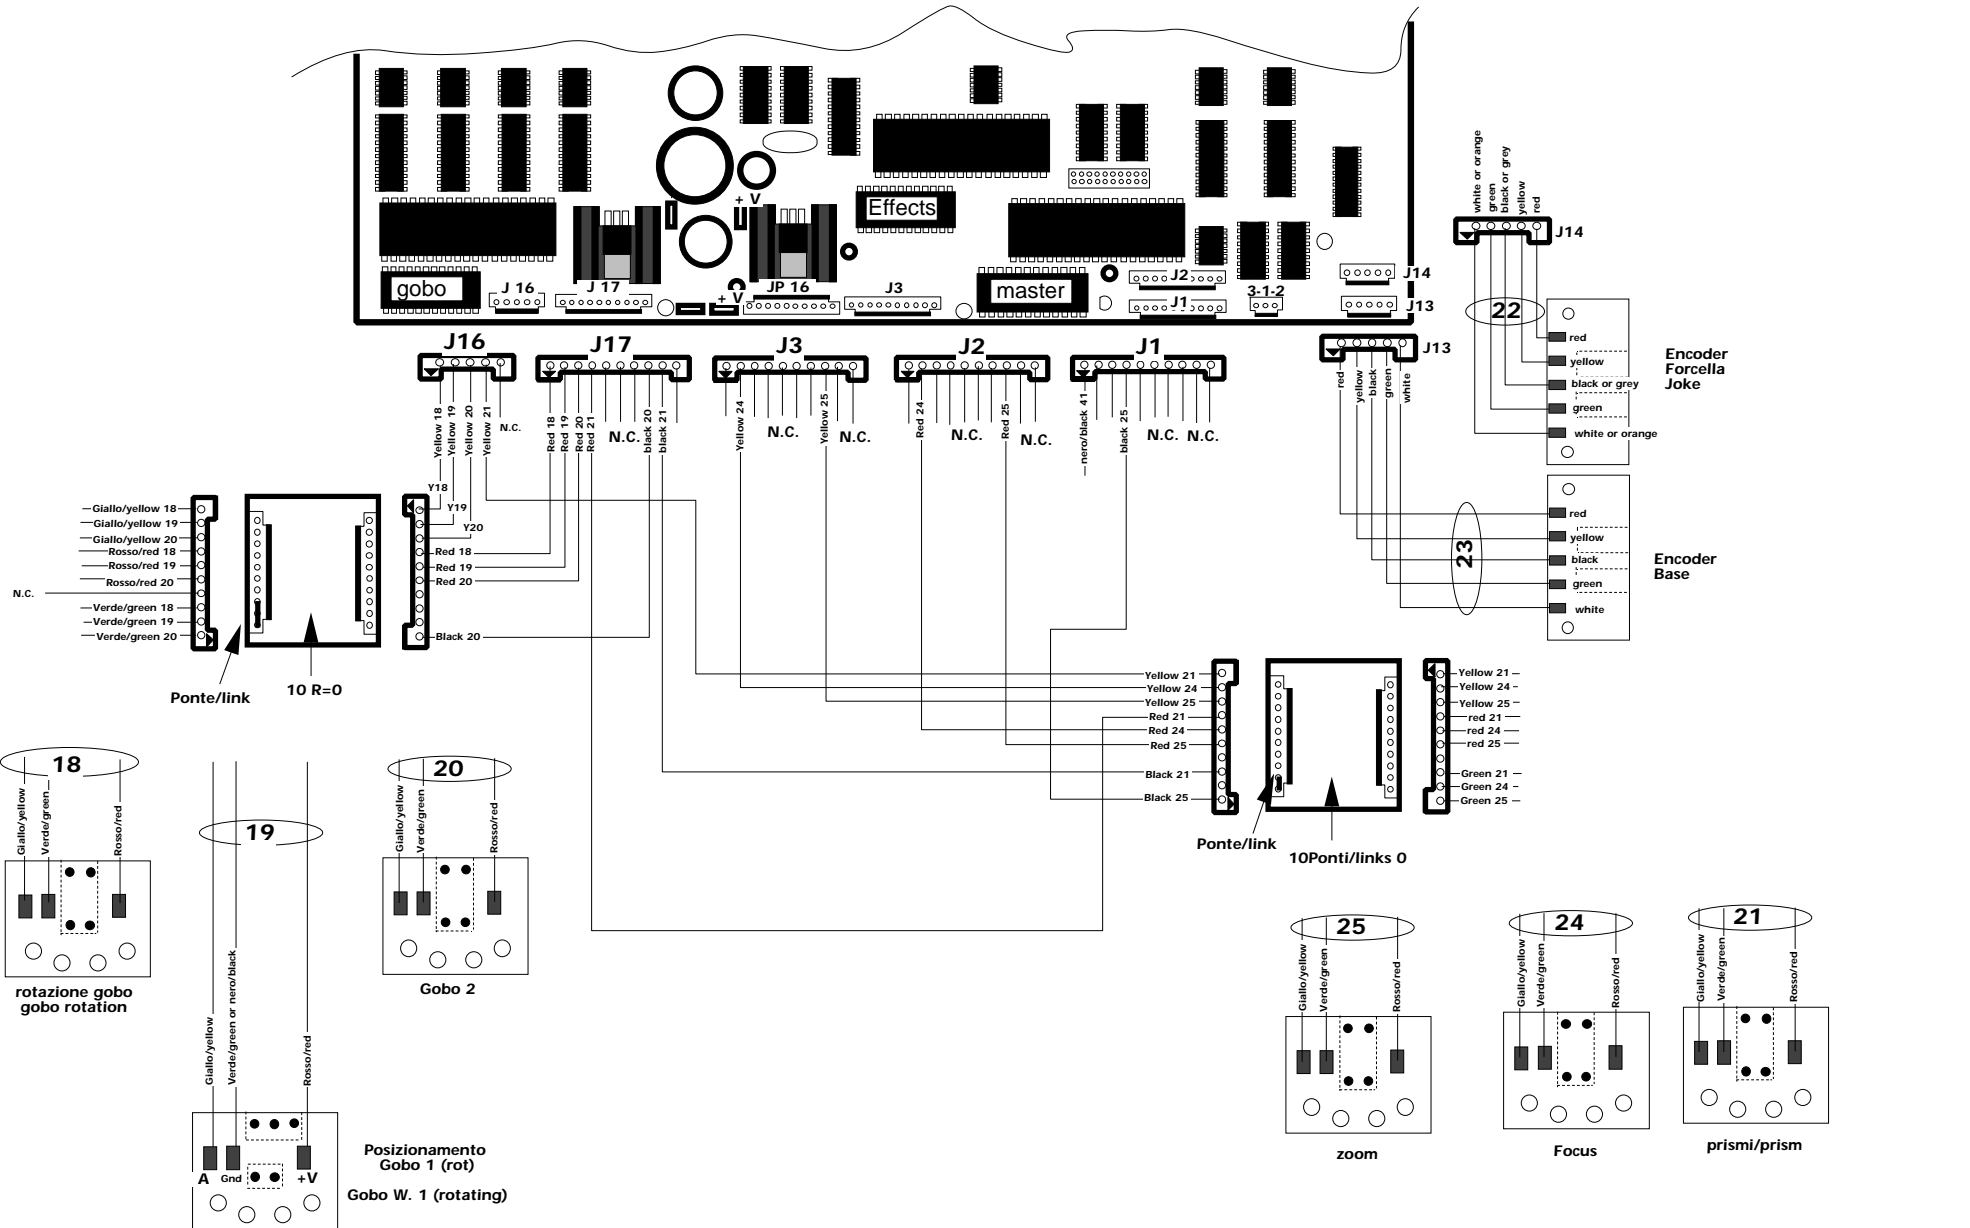 + V
Effects
gobo
J 16
J 17
+ V
JP 16
J3
master
J2
J1
3-1-2
J14
J13
white or orange
green
black or grey
yellow
red
J14
22
red
yellow
black or grey
green
white or orange
Encoder
Forcella
Joke
J16
J17
J3
J2
J1
J13
Yellow 18
Yellow 19
Yellow 20
Yellow 21
N.C.
Red 18
Red 19
Red 20
Red 21
N.C.
black 20
black 21
Yellow 24
N.C.
Yellow 25
N.C.
Red 24
N.C.
Red 25
N.C.
nero/black 41
black 25
N.C.
N.C.
red
yellow
black
green
white
23
red
yellow
black
green
white
Encoder
Base
Giallo/yellow 18
Giallo/yellow 19
Giallo/yellow 20
Rosso/red 18
Rosso/red 19
Rosso/red 20
N.C.
Verde/green 18
Verde/green 19
Verde/green 20
Y18
Y19
Y20
Red 18
Red 19
Red 20
Black 20
Ponte/link
10 R=0
Yellow 21
Yellow 24
Yellow 25
Red 21
Red 24
Red 25
Black 21
Black 25
Yellow 21
Yellow 24
Yellow 25
red 21
red 24
red 25
Green 21
Green 24
Green 25
Ponte/link
10Ponti/links 0
18
Giallo/yellow
Verde/green
Rosso/red
rotazione gobo
gobo rotation
19
Giallo/yellow
Verde/green or nero/black
Rosso/red
A
Gnd
+V
Posizionamento
Gobo 1 (rot)
Gobo W. 1 (rotating)
20
Giallo/yellow
Verde/green
Rosso/red
Gobo 2
25
Giallo/yellow
Verde/green
Rosso/red
zoom
24
Giallo/yellow
Verde/green
Rosso/red
Focus
21
Giallo/yellow
Verde/green
Rosso/red
prismi/prism